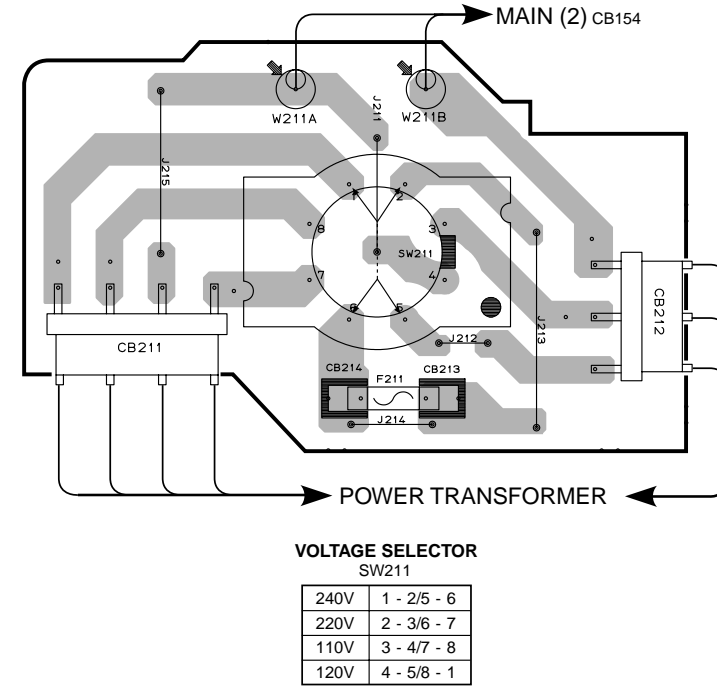 MAIN (2) CB154
W211A
J211
W211B
J215
1
2
8
3
SW211
7
4
6
5
CB211
J212
J213
CB212
CB214
F211
CB213
J214
POWER TRANSFORMER
VOLTAGE SELECTOR
SW211
240V 1 - 2/5 - 6
220V 2 - 3/6 - 7
110V 3 - 4/7 - 8
120V 4 - 5/8 - 1